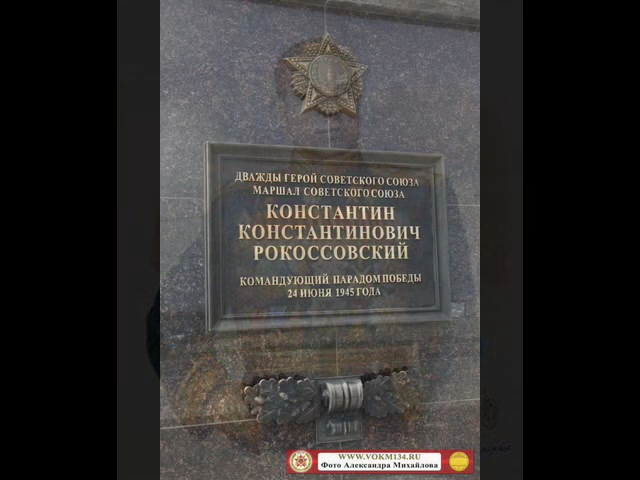 ДВАЖДЫ ГЕРОЙ СОВЕТСКОГО СОЮЗА
МАРШАЛ СОВЕТСКОГО СОЮЗА
КОНСТАНТИН
КОНСТАНТИНОВИЧ
РОКОССОВСКИЙ
КОМАНДУЮЩИЙ ПАРАДОМ ПОБЕДЫ
24 ИЮНЯ 1945 ГОДА
WWW.VOKM134.RU
Фото Александра Михайлова